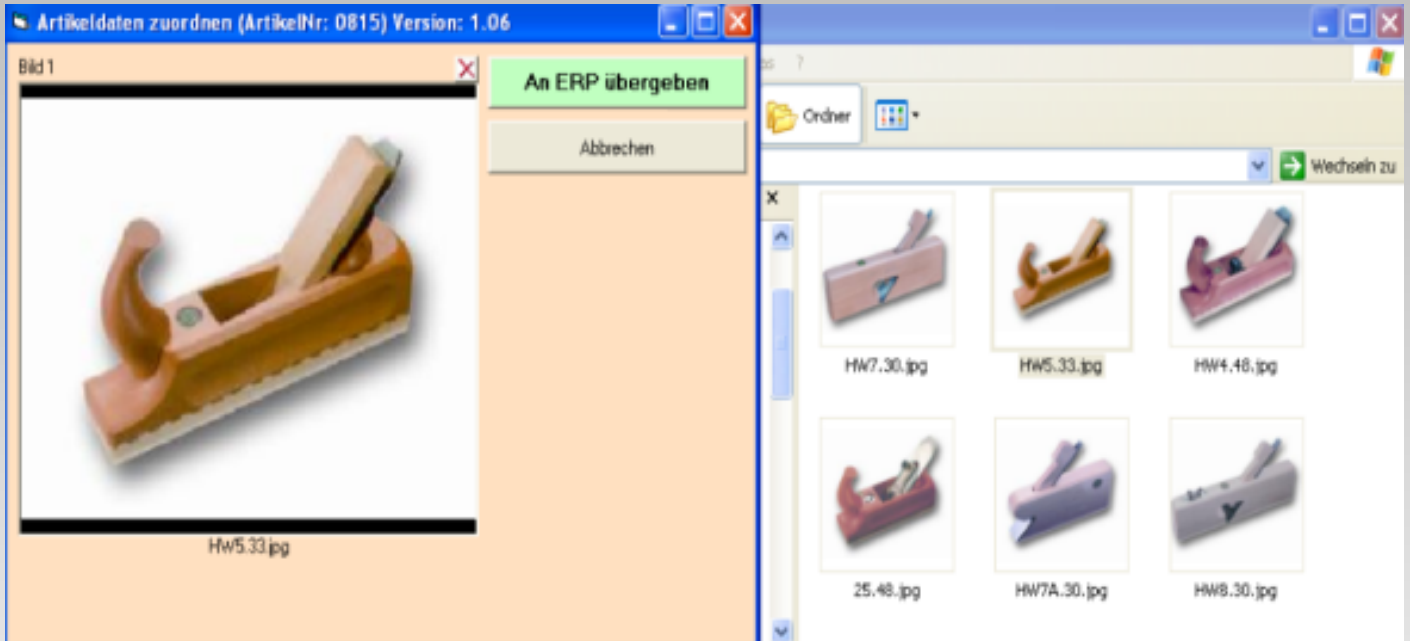 Artikeldaten zuordnen (ArtikelNr: 0815) Version: 1.06
Bild 1
An ERP übergeben
Abbrechen
HW5.33.jpg
?
Ordner
Wechseln zu
HW7.30.jpg
HW5.33.jpg
HW4.48.jpg
25.48.jpg
HW7A.30.jpg
HW8.30.jpg